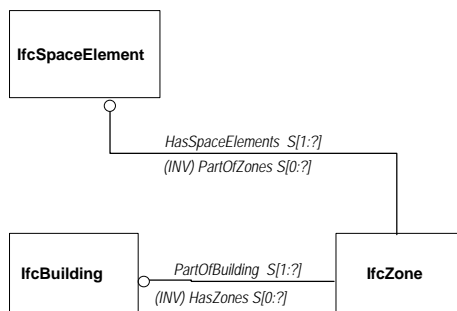 IfcSpaceElement
HasSpaceElements S[1:?]
(INV) PartOfZones S[0:?]
IfcBuilding
PartOfBuilding S[1:?]
(INV) HasZones S[0:?]
IfcZone